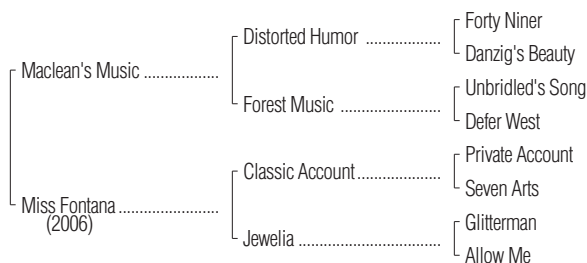 Forty Niner
Distorted Humor ..................
Danzig's Beauty
Maclean's Music ..................
Unbridled's Song
Forest Music ........................
Defer West
Private Account
Classic Account ....................
Seven Arts
Miss Fontana ........................
(2006)
Glitterman
Jewelia ..................................
Allow Me